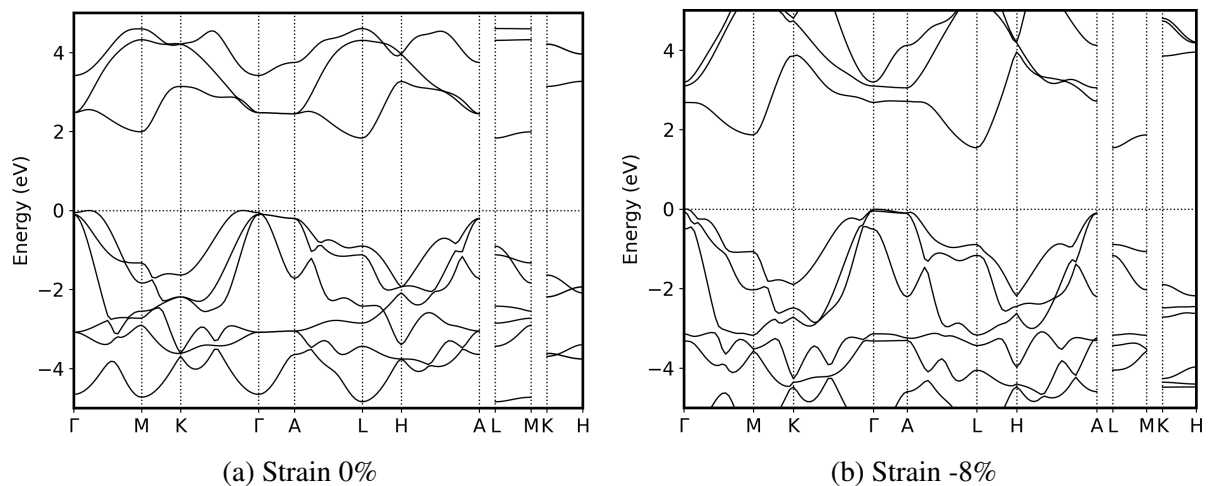 4
2
0
−2
−4
Energy (eV)
Γ M K Γ A L H A L M K H
(a) Strain 0%
4
2
0
−2
−4
Energy (eV)
Γ M K Γ A L H A L M K H
(b) Strain -8%